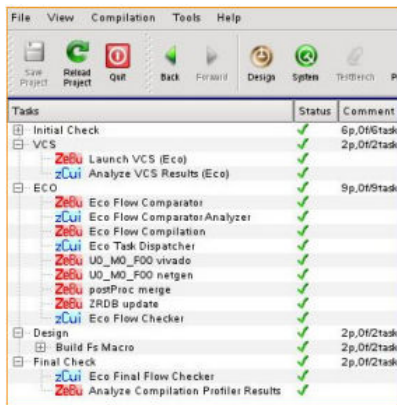 File View Compilation Tools Help
Save Project Reload Project Quit Back Forward Design System TestBench
Tasks Status Comment
Initial Check 6p,0f/6task
VCS 2p,0f/2task
ZeBu Launch VCS (Eco)
zCui Analyze VCS Results (Eco)
ECO 9p,0f/9task
ZeBu Eco Flow Comparator
zCui Eco Flow Comparator Analyzer
ZeBu Eco Flow Compilation
zCui Eco Task Dispatcher
ZeBu U0_M0_F00 vivado
ZeBu U0_M0_F00 netgen
ZeBu postProc merge
ZeBu ZRDB update
zCui Eco Flow Checker
Design 2p,0f/2task
Build Fs Macro
Final Check 2p,0f/2task
zCui Eco Final Flow Checker
ZeBu Analyze Compilation Profiler Results